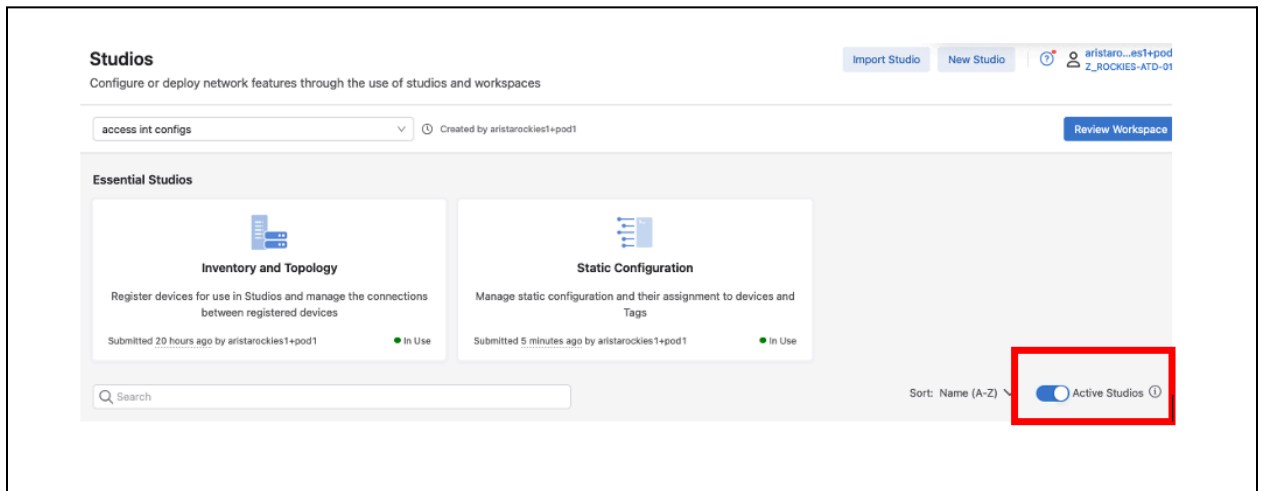 Studios
Import Studio
New Studio
aristaro...es1+pod
Z_ROCKIES-ATD-01
Configure or deploy network features through the use of studios and workspaces
access int configs
Created by aristarockies1+pod1
Review Workspace
Essential Studios
Inventory and Topology
Register devices for use in Studios and manage the connections
between registered devices
Submitted 20 hours ago by aristarockies1+pod1
In Use
Static Configuration
Manage static configuration and their assignment to devices and
Tags
Submitted 5 minutes ago by aristarockies1+pod1
In Use
Search
Sort: Name (A-Z)
Active Studios